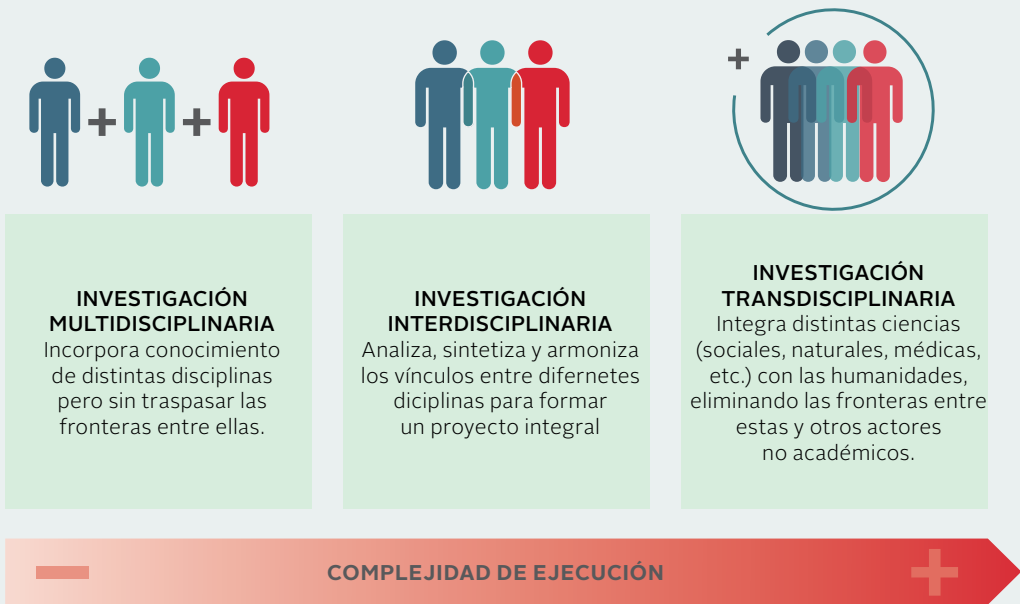 INVESTIGACIÓN
MULTIDISCIPLINARIA
Incorpora conocimiento
de distintas disciplinas
pero sin traspasar las
fronteras entre ellas.
INVESTIGACIÓN
INTERDISCIPLINARIA
Analiza, sintetiza y armoniza
los vínculos entre difernetes
diciplinas para formar
un proyecto integral
INVESTIGACIÓN
TRANSDISCIPLINARIA
Integra distintas ciencias
(sociales, naturales, médicas,
etc.) con las humanidades,
eliminando las fronteras entre
estas y otros actores
no académicos.
COMPLEJIDAD DE EJECUCIÓN